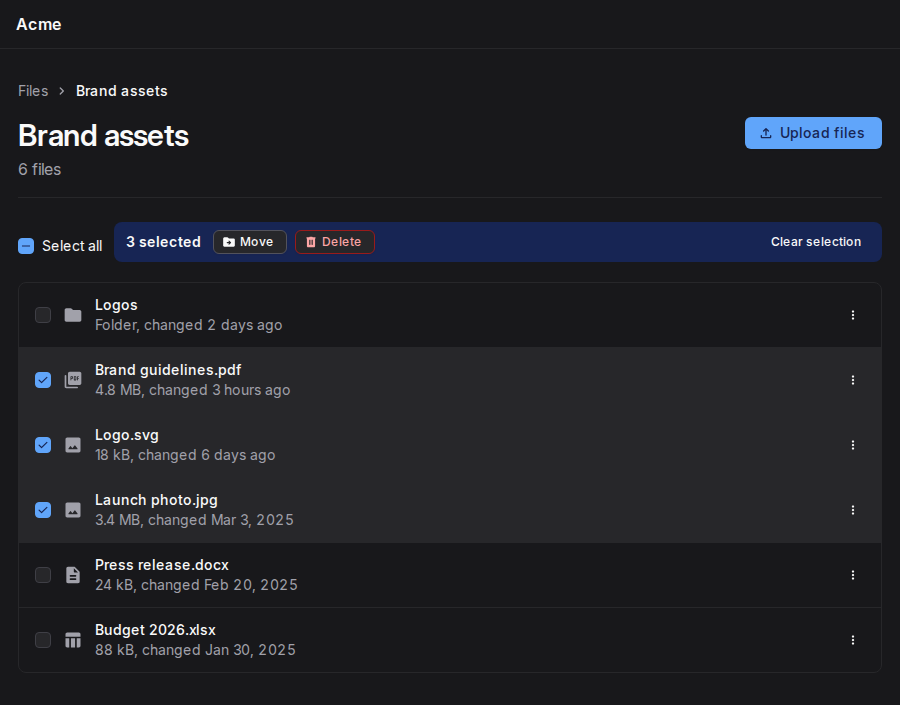 Acme
Files
Brand assets
Brand assets
Upload files
6 files
Select all
3 selected
Move
Delete
Clear selection
Logos
Folder, changed 2 days ago
PDF
Brand guidelines.pdf
4.8 MB, changed 3 hours ago
Logo.svg
18 kB, changed 6 days ago
Launch photo.jpg
3.4 MB, changed Mar 3, 2025
Press release.docx
24 kB, changed Feb 20, 2025
Budget 2026.xlsx
88 kB, changed Jan 30, 2025